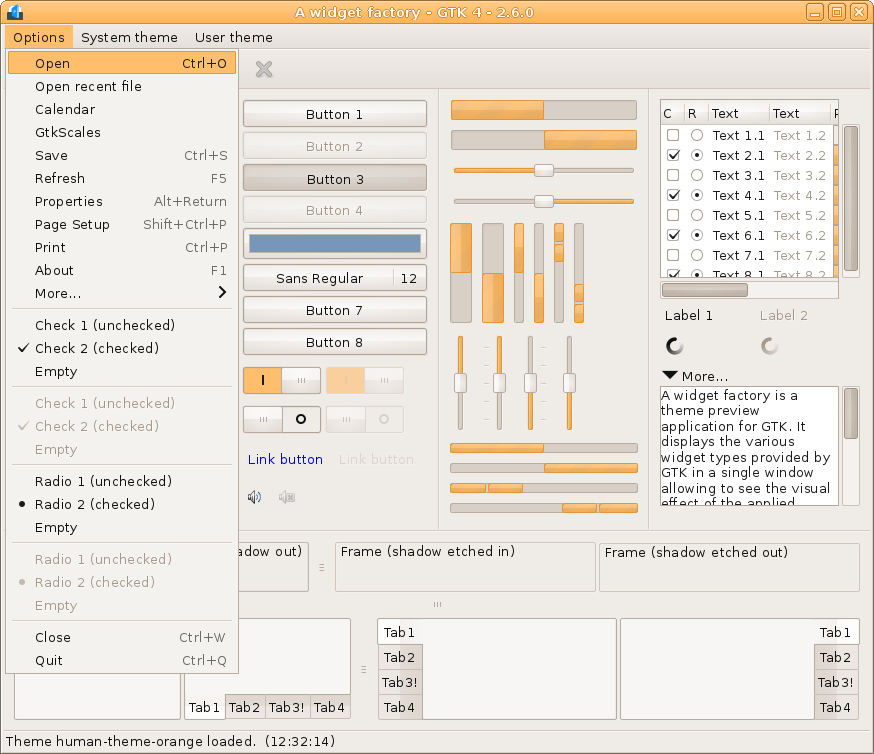 A widget factory - GTK 4 - 2.6.0
Options System theme User theme
Open Ctrl+O
Open recent file
Calendar
GtkScales
Save Ctrl+S
Refresh F5
Properties Alt+Return
Page Setup Shift+Ctrl+P
Print Ctrl+P
About F1
More...
Check 1 (unchecked)
Check 2 (checked)
Empty
Check 1 (unchecked)
Check 2 (checked)
Empty
Radio 1 (unchecked)
Radio 2 (checked)
Empty
Radio 1 (unchecked)
Radio 2 (checked)
Empty
Close Ctrl+W
Quit Ctrl+Q
Button 1
Button 2
Button 3
Button 4
Sans Regular 12
Button 7
Button 8
Link button Link button
C R Text Text
Text 1.1 Text 1.2
Text 2.1 Text 2.2
Text 3.1 Text 3.2
Text 4.1 Text 4.2
Text 5.1 Text 5.2
Text 6.1 Text 6.2
Text 7.1 Text 7.2
Text 8.1 Text 8.2
Label 1 Label 2
More...
A widget factory is a
theme preview
application for GTK. It
displays the various
widget types provided by
GTK in a single window
allowing to see the visual
effect of the applied
out) Frame (shadow etched in) Frame (shadow etched out)
Tab1 Tab2 Tab3! Tab4
Tab1
Tab2
Tab3!
Tab4
Tab1
Tab2
Tab3!
Tab4
Theme human-theme-orange loaded. (12:32:14)